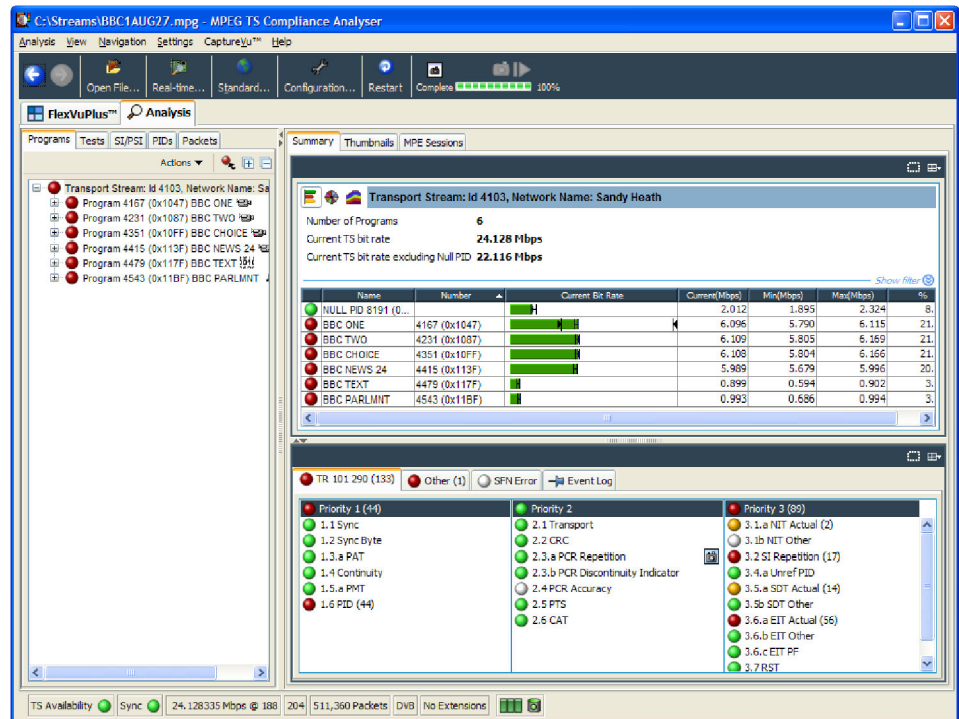 C:\Streams\BBC1AUG27.mpg - MPEG TS Compliance Analyser
Analysis View Navigation Settings CaptureVu™ Help
Open File... Real-time... Standard... Configuration... Restart Complete 100%
FlexVuPlus™ Analysis
Programs Tests SI/PSI PIDs Packets
Actions
Transport Stream: Id 4103, Network Name: Sa
Program 4167 (0x1047) BBC ONE
Program 4231 (0x1087) BBC TWO
Program 4351 (0x10FF) BBC CHOICE
Program 4415 (0x113F) BBC NEWS 24
Program 4479 (0x117F) BBC TEXT
Program 4543 (0x11BF) BBC PARLMNT
Summary Thumbnails MPE Sessions
Transport Stream: Id 4103, Network Name: Sandy Heath
Number of Programs 6
Current TS bit rate 24.128 Mbps
Current TS bit rate excluding Null PID 22.116 Mbps
Show filter
Name Number Current Bit Rate Current(Mbps) Min(Mbps) Max(Mbps) %
NULL PID 8191 (0... 2.012 1.895 2.324 8.
BBC ONE 4167 (0x1047) 6.096 5.790 6.115 21.
BBC TWO 4231 (0x1087) 6.109 5.805 6.169 21.
BBC CHOICE 4351 (0x10FF) 6.108 5.804 6.166 21.
BBC NEWS 24 4415 (0x113F) 5.989 5.679 5.996 20.
BBC TEXT 4479 (0x117F) 0.899 0.594 0.902 3.
BBC PARLMNT 4543 (0x11BF) 0.993 0.686 0.994 3.
TR 101 290 (133) Other (1) SFN Error Event Log
Priority 1 (44)
1.1 Sync
1.2 Sync Byte
1.3.a PAT
1.4 Continuity
1.5.a PMT
1.6 PID (44)
Priority 2
2.1 Transport
2.2 CRC
2.3.a PCR Repetition
2.3.b PCR Discontinuity Indicator
2.4 PCR Accuracy
2.5 PTS
2.6 CAT
Priority 3 (89)
3.1.a NIT Actual (2)
3.1b NIT Other
3.2 SI Repetition (17)
3.4.a Unref PID
3.5.a SDT Actual (14)
3.5b SDT Other
3.6.a EIT Actual (56)
3.6.b EIT Other
3.6.c EIT PF
3.7 RST
TS Availability Sync 24.128335 Mbps @ 188 204 511,360 Packets DVB No Extensions